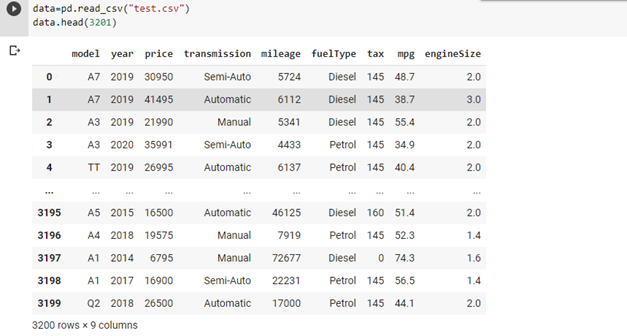 data=pd.read_csv("test.csv")
data.head(3201)
model year price transmission mileage fuelType tax mpg engineSize
0 A7 2019 30950 Semi-Auto 5724 Diesel 145 48.7 2.0
1 A7 2019 41495 Automatic 6112 Diesel 145 38.7 3.0
2 A3 2019 21990 Manual 5341 Diesel 145 55.4 2.0
3 A3 2020 35991 Semi-Auto 4433 Petrol 145 34.9 2.0
4 TT 2019 26995 Automatic 6137 Petrol 145 40.4 2.0
... ... ... ... ... ... ... ... ... ...
3195 A5 2015 16500 Automatic 46125 Diesel 160 51.4 2.0
3196 A4 2018 19575 Manual 7919 Petrol 145 52.3 1.4
3197 A1 2014 6795 Manual 72677 Diesel 0 74.3 1.6
3198 A1 2017 16900 Semi-Auto 22231 Petrol 145 56.5 1.4
3199 Q2 2018 26500 Automatic 17000 Petrol 145 44.1 2.0
3200 rows × 9 columns